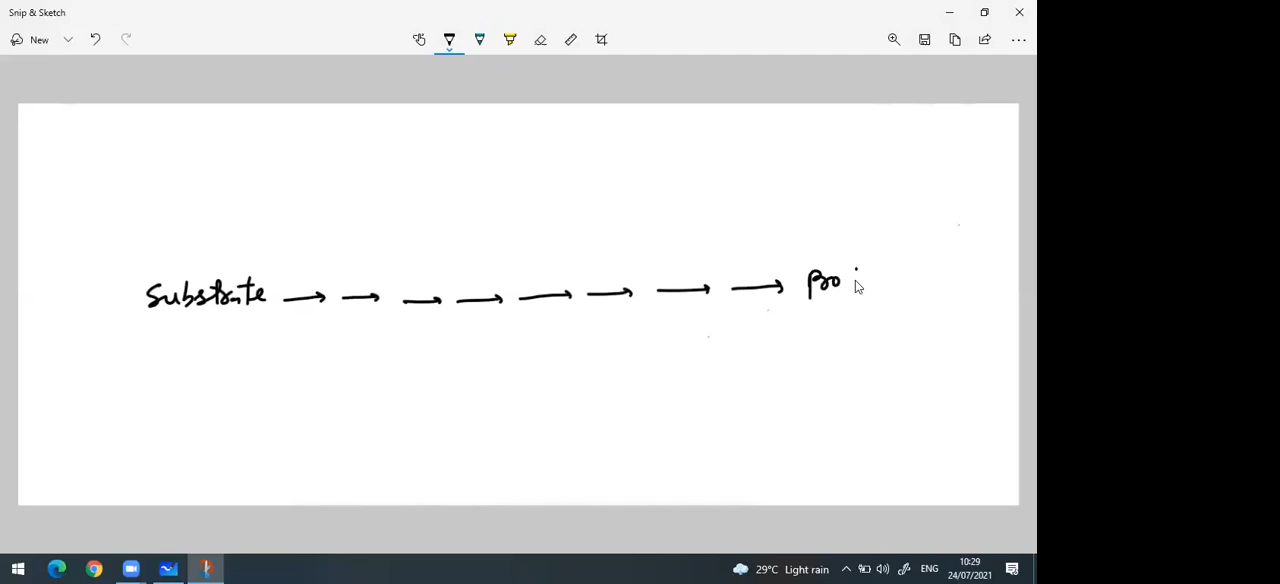 Snip & Sketch
New
Substrate → → → → → → → → Pro
29°C Light rain
ENG
10:29
24/07/2021